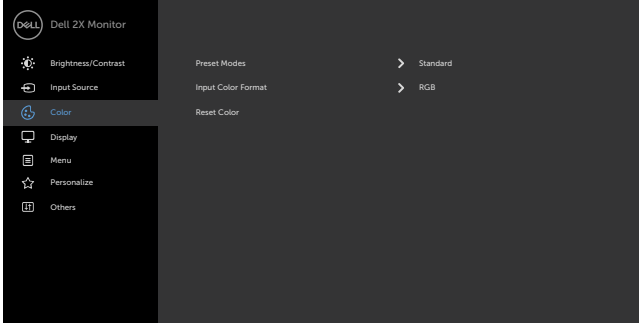 DELL Dell 2X Monitor
Brightness/Contrast Preset Modes Standard
Input Source Input Color Format RGB
Color Reset Color
Display
Menu
Personalize
Others